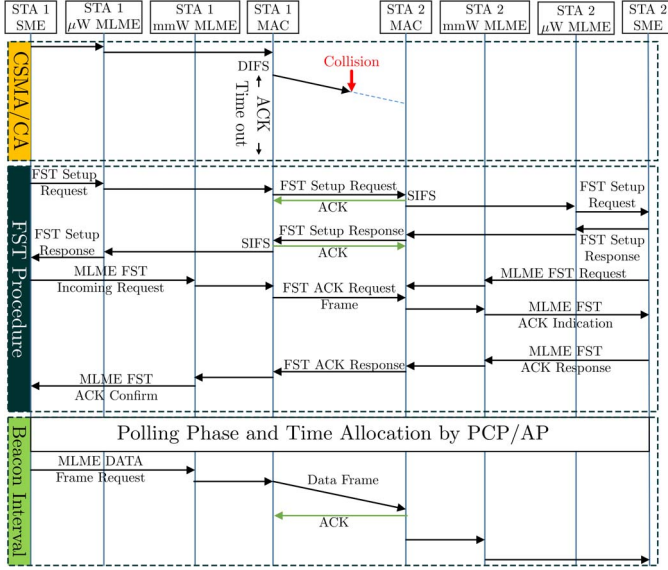 STA 1 SME
STA 1 μW MLME
STA 1 mmW MLME
STA 1 MAC
STA 2 MAC
STA 2 mmW MLME
STA 2 μW MLME
STA 2 SME
CSMA/CA
DIFS
ACK
Time out
Collision
FST Procedure
FST Setup
Request
FST Setup Request
ACK
SIFS
FST Setup
Request
FST Setup
Response
SIFS
FST Setup Response
ACK
FST Setup
Response
MLME FST
Incoming Request
FST ACK Request
Frame
MLME FST Request
MLME FST
ACK Indication
MLME FST
ACK Response
FST ACK Response
MLME FST
ACK Confirm
Beacon Interval
Polling Phase and Time Allocation by PCP/AP
MLME DATA
Frame Request
Data Frame
ACK